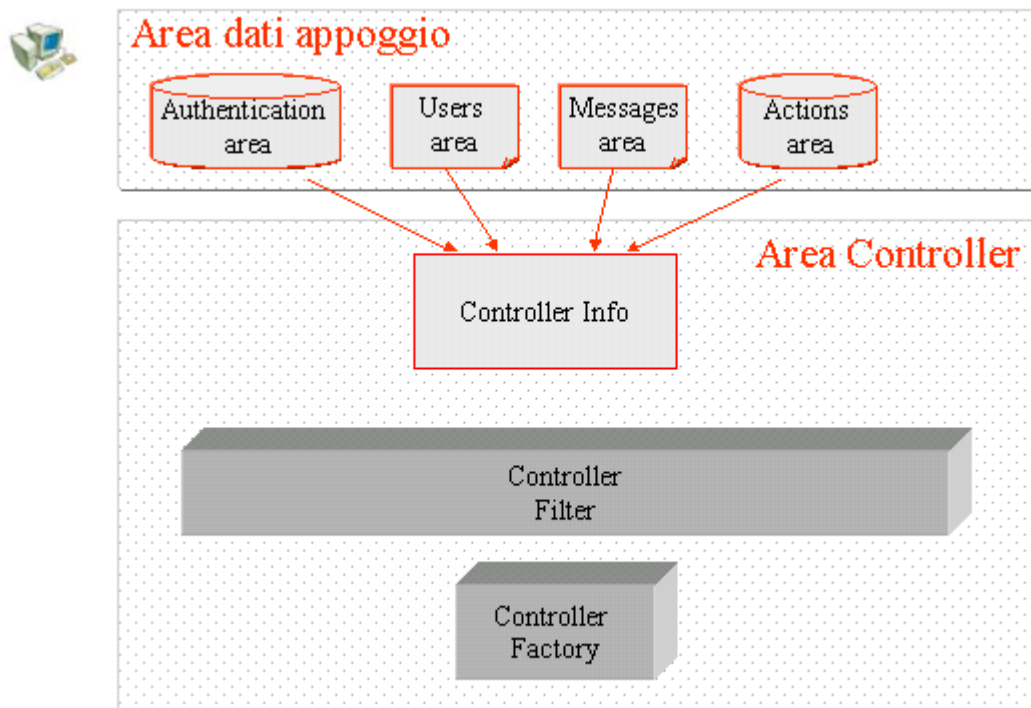 Area dati appoggio
Authentication
area
Users
area
Messages
area
Actions
area
Area Controller
Controller Info
Controller
Filter
Controller
Factory